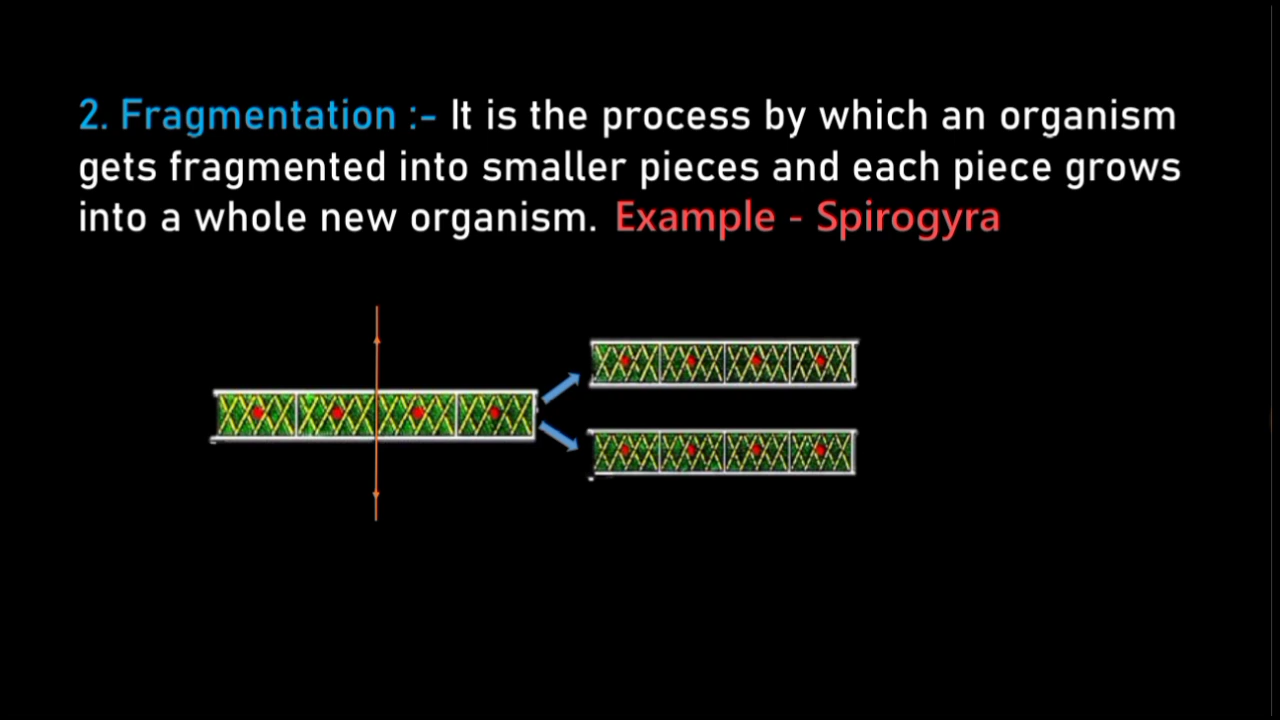 2. Fragmentation :- It is the process by which an organism
gets fragmented into smaller pieces and each piece grows
into a whole new organism. Example - Spirogyra